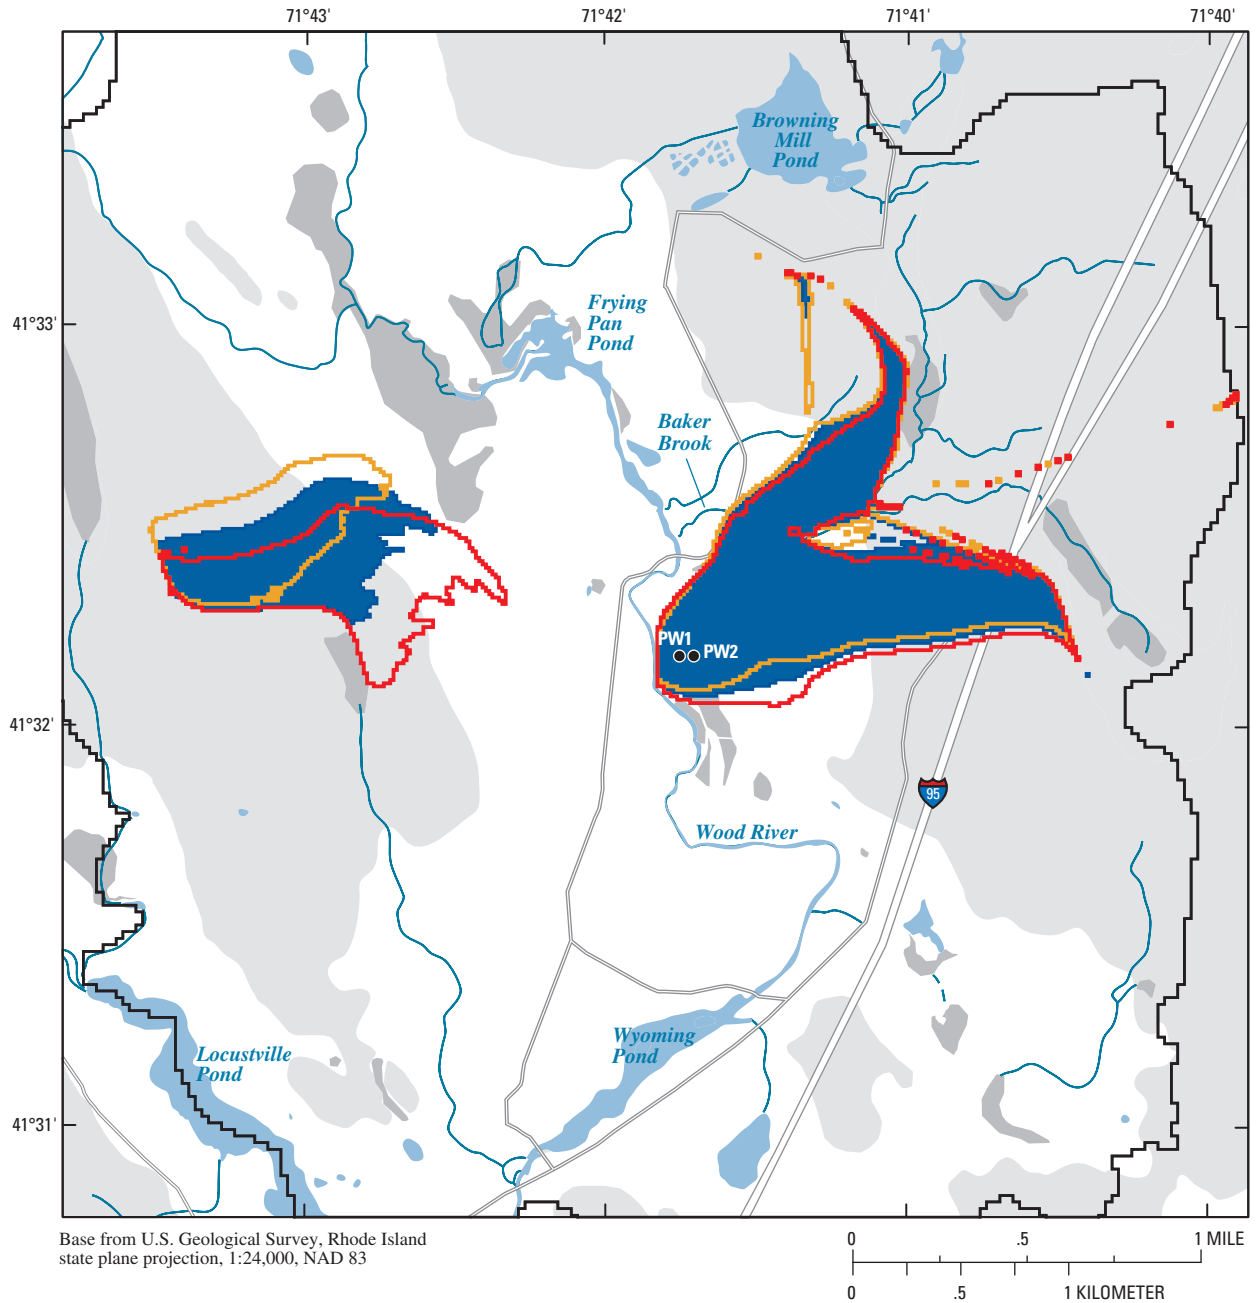 71°43'
71°42'
71°41'
71°40'
Browning
Mill
Pond
Frying
Pan
Pond
41°33'
Baker
Brook
PW1
PW2
41°32'
95
Wood River
Wyoming
Pond
Locustville
Pond
41°31'
Base from U.S. Geological Survey, Rhode Island
state plane projection, 1:24,000, NAD 83
0 .5 1 MILE
0 .5 1 KILOMETER